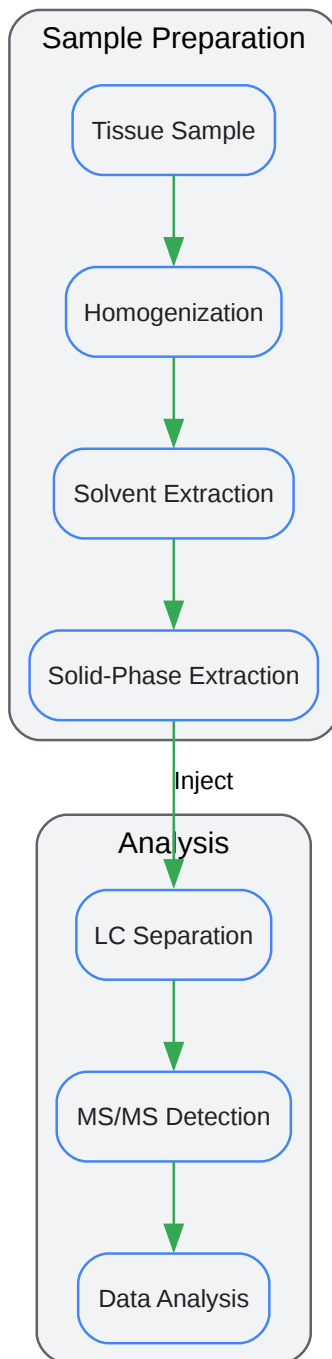 Sample Preparation
Tissue Sample
Homogenization
Solvent Extraction
Solid-Phase Extraction
Inject
Analysis
LC Separation
MS/MS Detection
Data Analysis